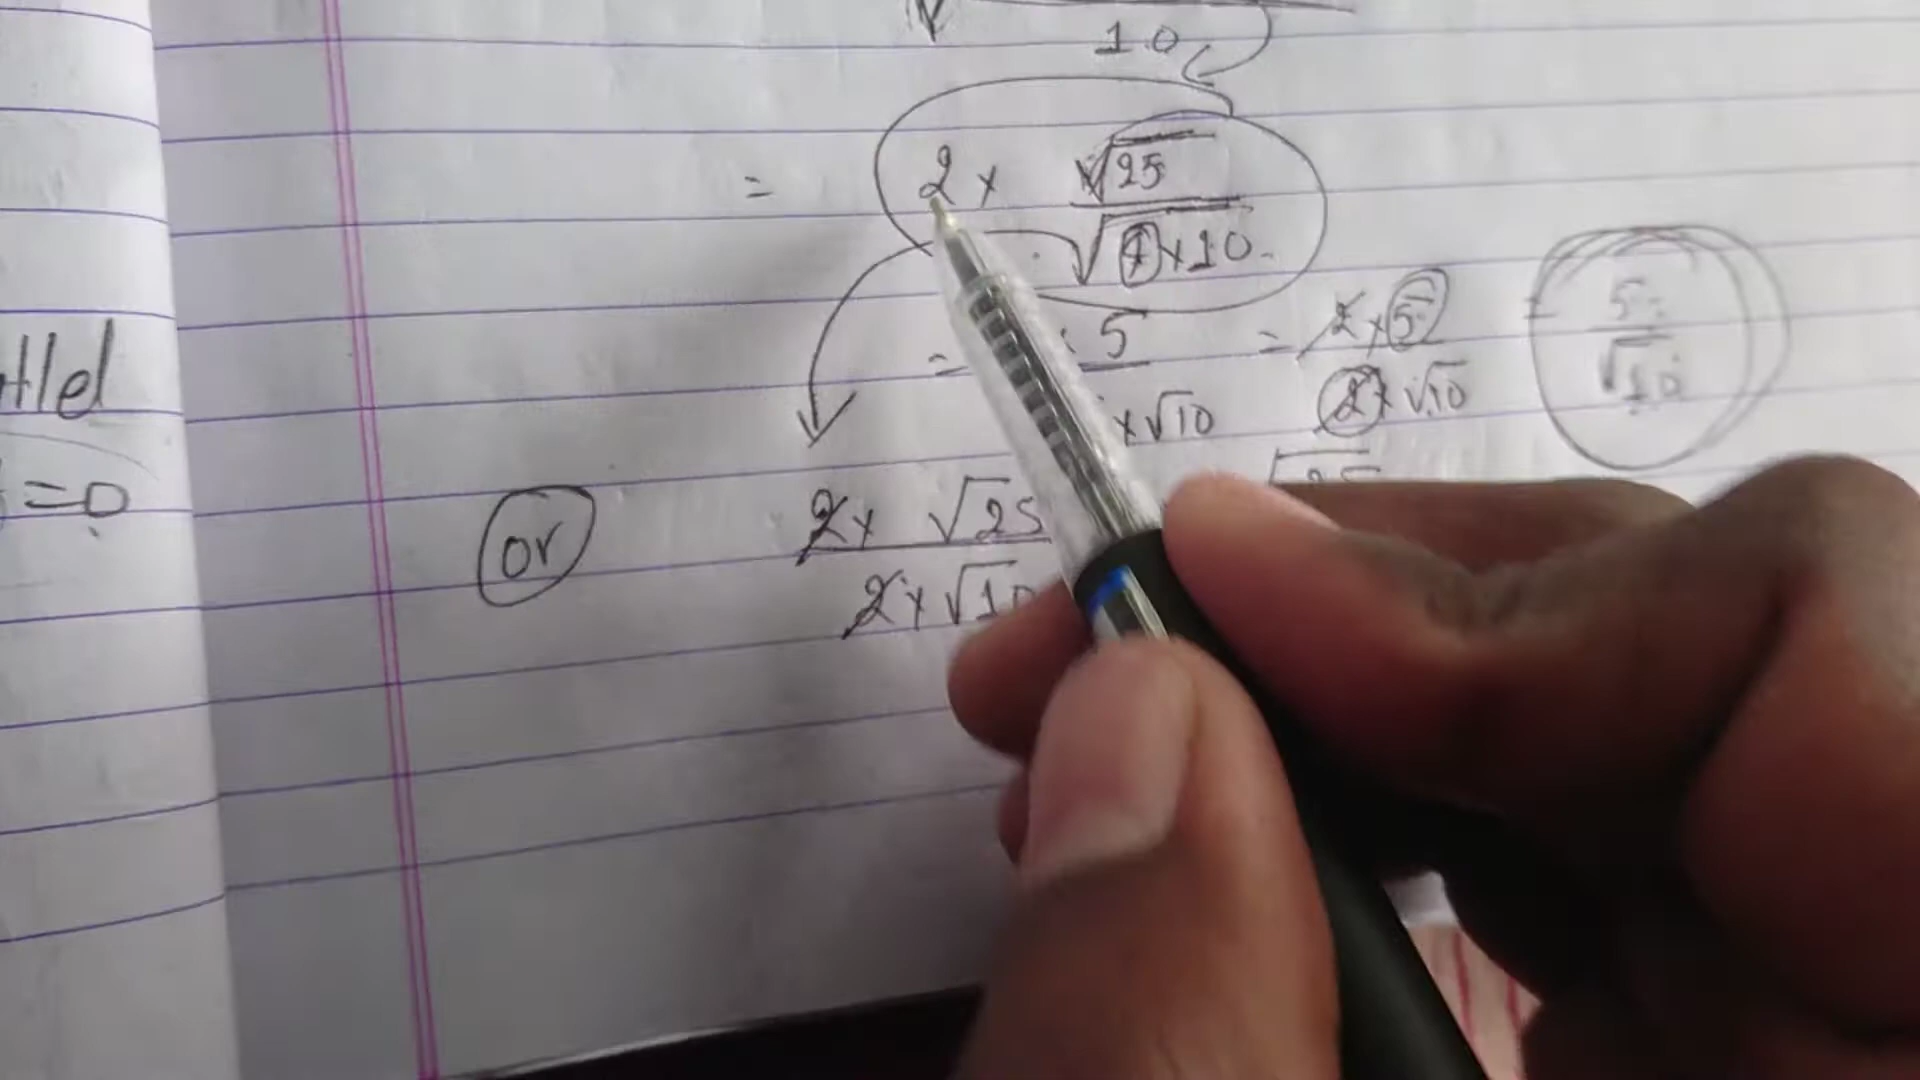 10
= 2 × √25 / √4×10
= 5 / × √10 = 2×5 / 2×√10 = 5 / √10
or 2× √25 / 2×√10
=0